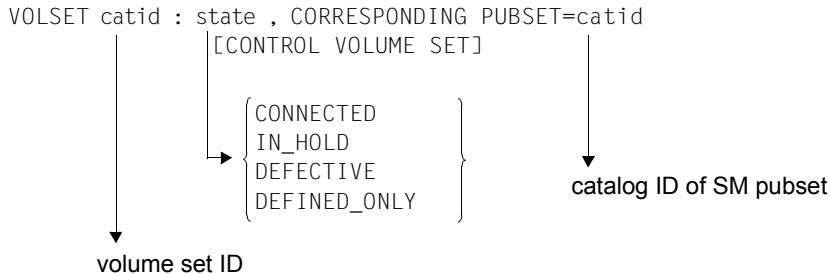 VOLSET catid : state , CORRESPONDING PUBSET=catid
[CONTROL VOLUME SET]
CONNECTED
IN_HOLD
DEFECTIVE
DEFINED_ONLY
catalog ID of SM pubset
volume set ID